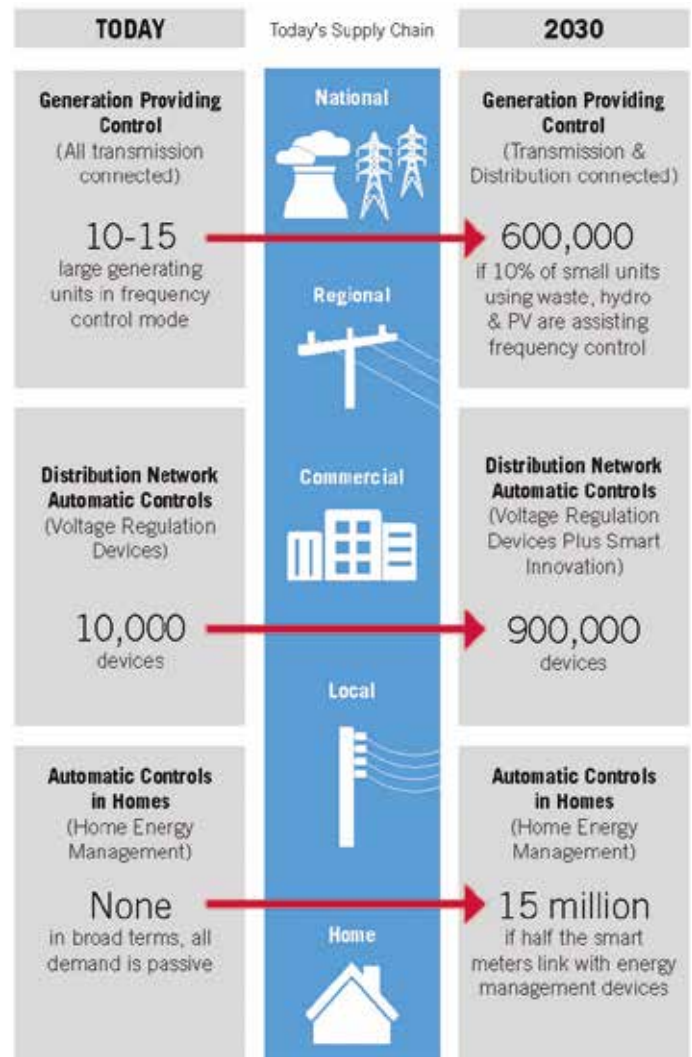 TODAY
Today's Supply Chain
2030
Generation Providing
Control
(All transmission
connected)
10-15
large generating
units in frequency
control mode
National
Generation Providing
Control
(Transmission &
Distribution connected)
600,000
if 10% of small units
using waste, hydro
& PV are assisting
frequency control
Regional
Distribution Network
Automatic Controls
(Voltage Regulation
Devices)
10,000
devices
Commercial
Distribution Network
Automatic Controls
(Voltage Regulation
Devices Plus Smart
Innovation)
900,000
devices
Local
Automatic Controls
in Homes
(Home Energy
Management)
None
in broad terms, all
demand is passive
Home
Automatic Controls
in Homes
(Home Energy
Management)
15 million
if half the smart
meters link with energy
management devices